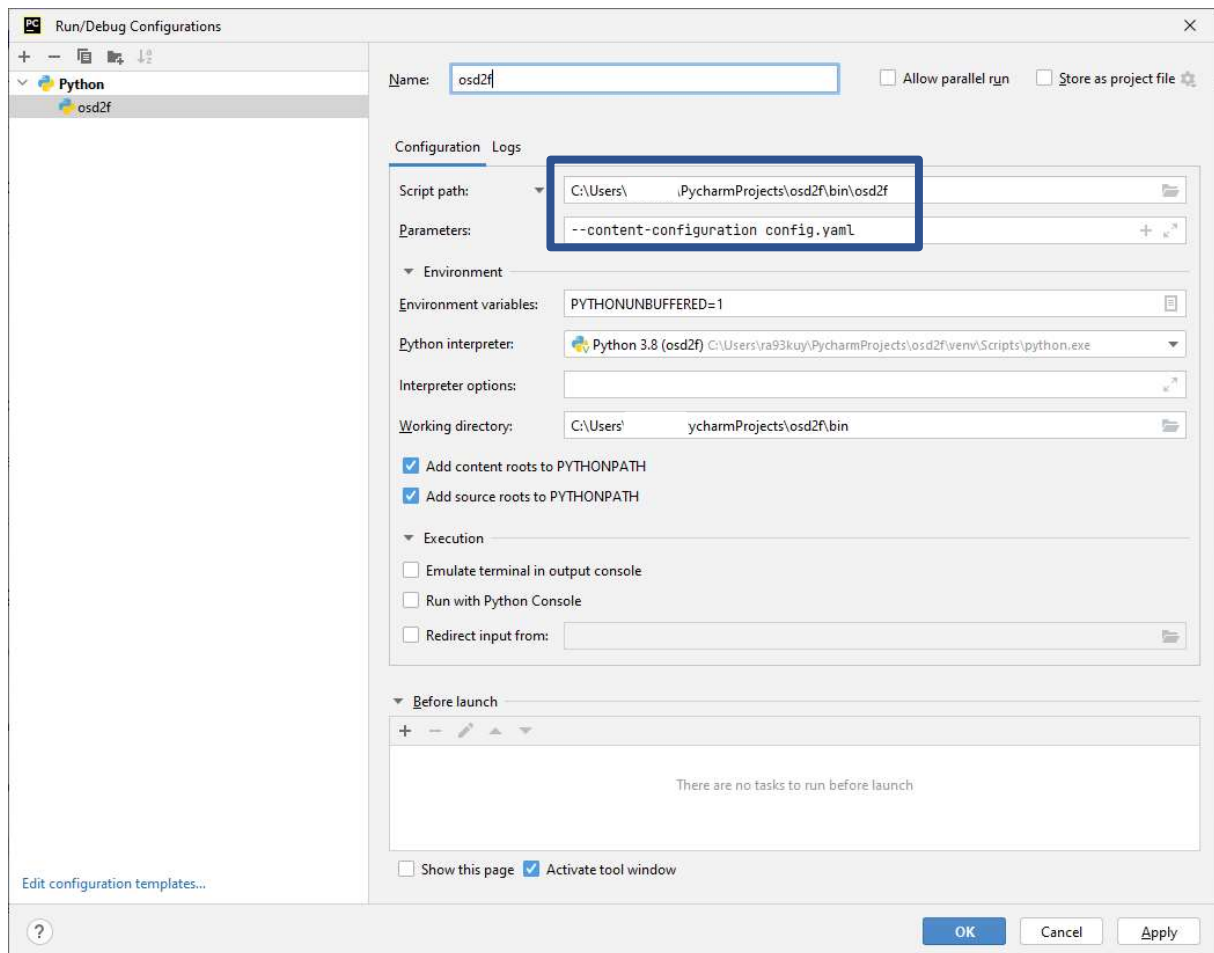 PC Run/Debug Configurations
Python
osd2f
Name: osd2f
Allow parallel run
Store as project file
Configuration Logs
Script path: C:\Users\ \PycharmProjects\osd2f\bin\osd2f
Parameters: --content-configuration config.yaml
Environment
Environment variables: PYTHONUNBUFFERED=1
Python interpreter: Python 3.8 (osd2f) C:\Users\ra93kuy\PycharmProjects\osd2f\venv\Scripts\python.exe
Interpreter options:
Working directory: C:\Users\ ycharmProjects\osd2f\bin
Add content roots to PYTHONPATH
Add source roots to PYTHONPATH
Execution
Emulate terminal in output console
Run with Python Console
Redirect input from:
Before launch
There are no tasks to run before launch
Show this page Activate tool window
Edit configuration templates...
? OK Cancel Apply